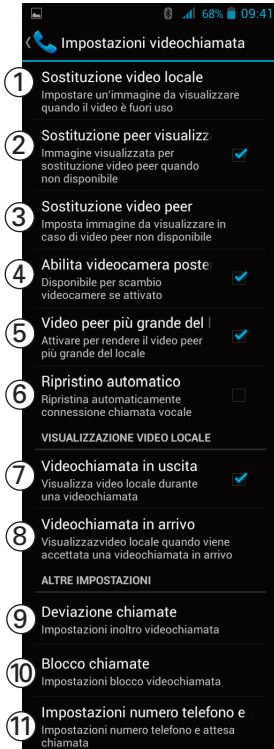 68% 09:41
Impostazioni videochiamata
1 Sostituzione video locale
Impostare un'immagine da visualizzare
quando il video è fuori uso
2 Sostituzione peer visualizz
Immagine visualizzata per
sostituzione video peer quando
non disponibile
3 Sostituzione video peer
Imposta immagine da visualizzare in
caso di video peer non disponibile
4 Abilita videocamera poste
Disponibile per scambio
videocamere se attivato
5 Video peer più grande del
Attivare per rendere il video peer
più grande del locale
6 Ripristino automatico
Ripristina automaticamente
connessione chiamata vocale
VISUALIZZAZIONE VIDEO LOCALE
7 Videochiamata in uscita
Visualizza video locale durante
una videochiamata
8 Videochiamata in arrivo
Visualizzazvideo locale quando viene
accettata una videochiamata in arrivo
ALTRE IMPOSTAZIONI
9 Deviazione chiamate
Impostazioni inoltro videochiamata
10 Blocco chiamate
Impostazioni blocco videochiamata
11 Impostazioni numero telefono e
Impostazioni numero telefono e attesa
chiamata